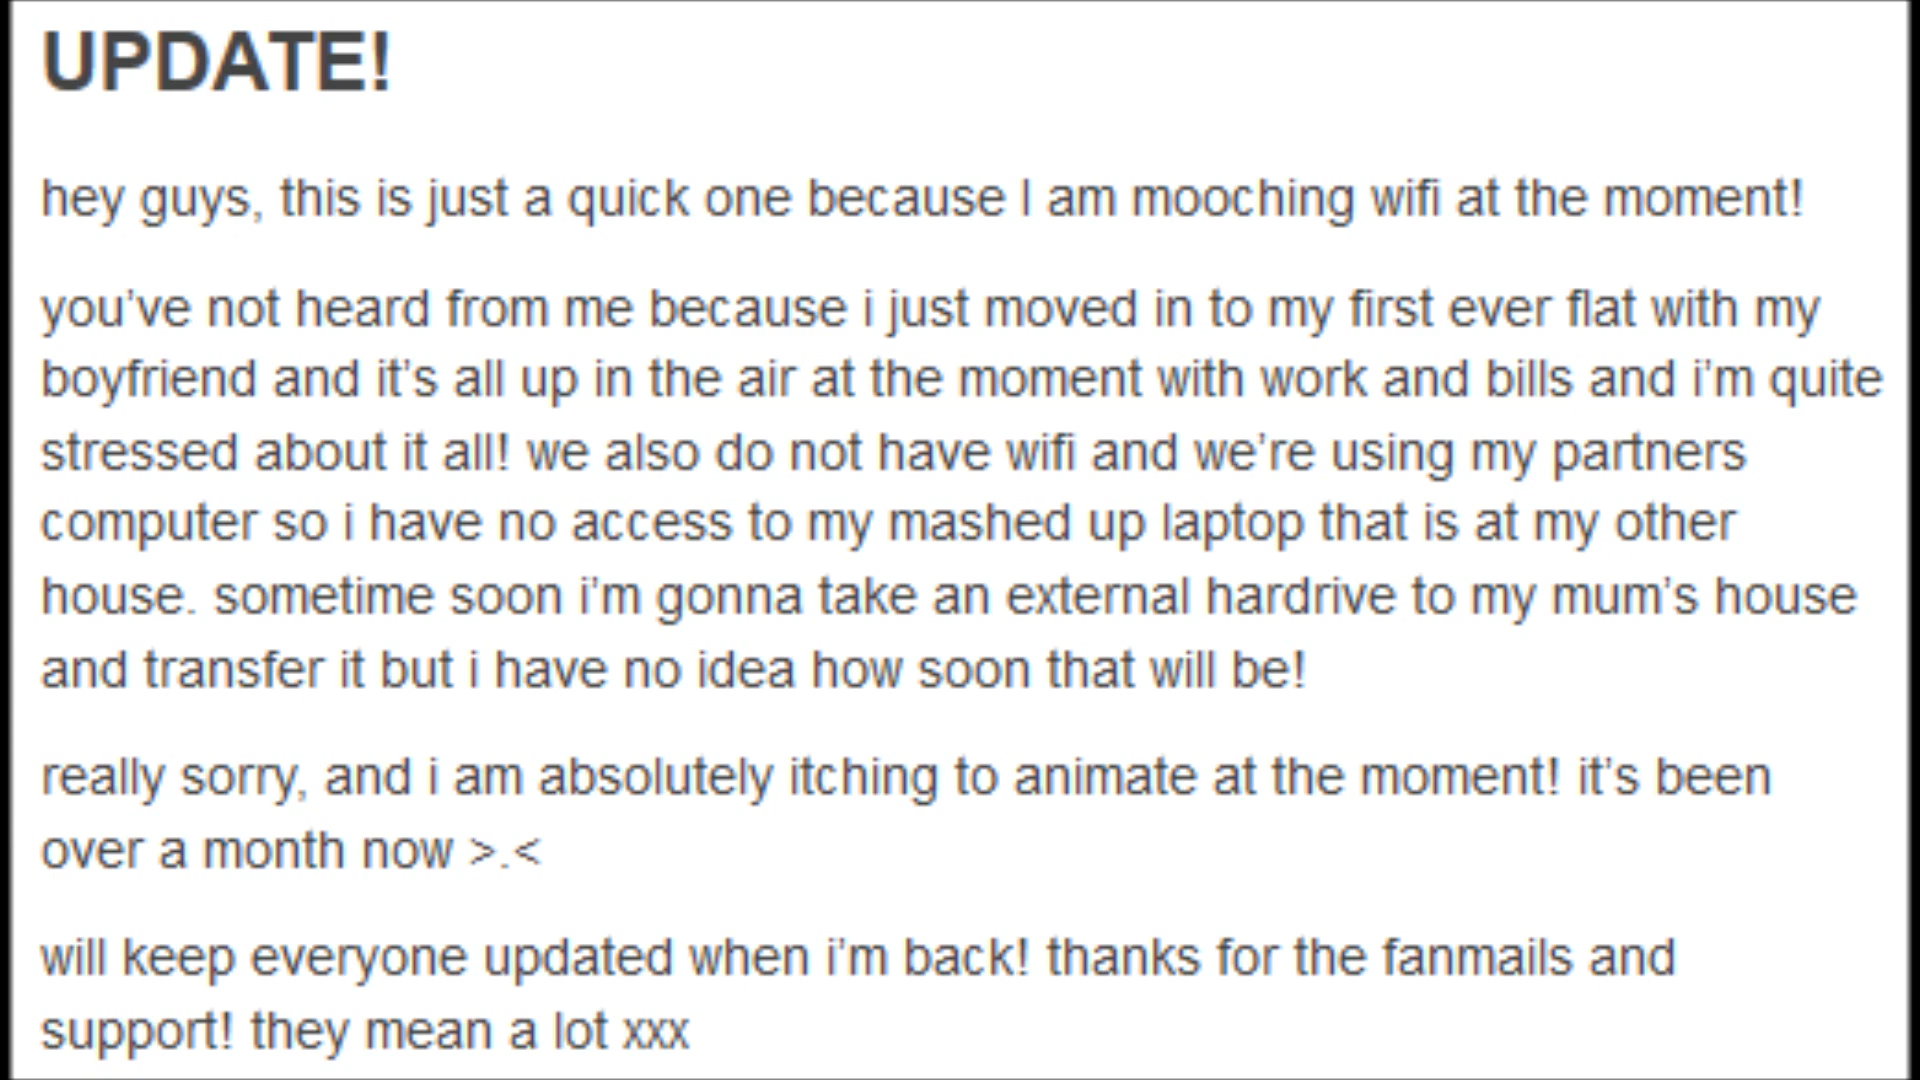 UPDATE!
hey guys, this is just a quick one because I am mooching wifi at the moment!
you’ve not heard from me because i just moved in to my first ever flat with my
boyfriend and it’s all up in the air at the moment with work and bills and i’m quite
stressed about it all! we also do not have wifi and we’re using my partners
computer so i have no access to my mashed up laptop that is at my other
house. sometime soon i’m gonna take an external hardrive to my mum’s house
and transfer it but i have no idea how soon that will be!
really sorry, and i am absolutely itching to animate at the moment! it’s been
over a month now >.<
will keep everyone updated when i’m back! thanks for the fanmails and
support! they mean a lot xxx